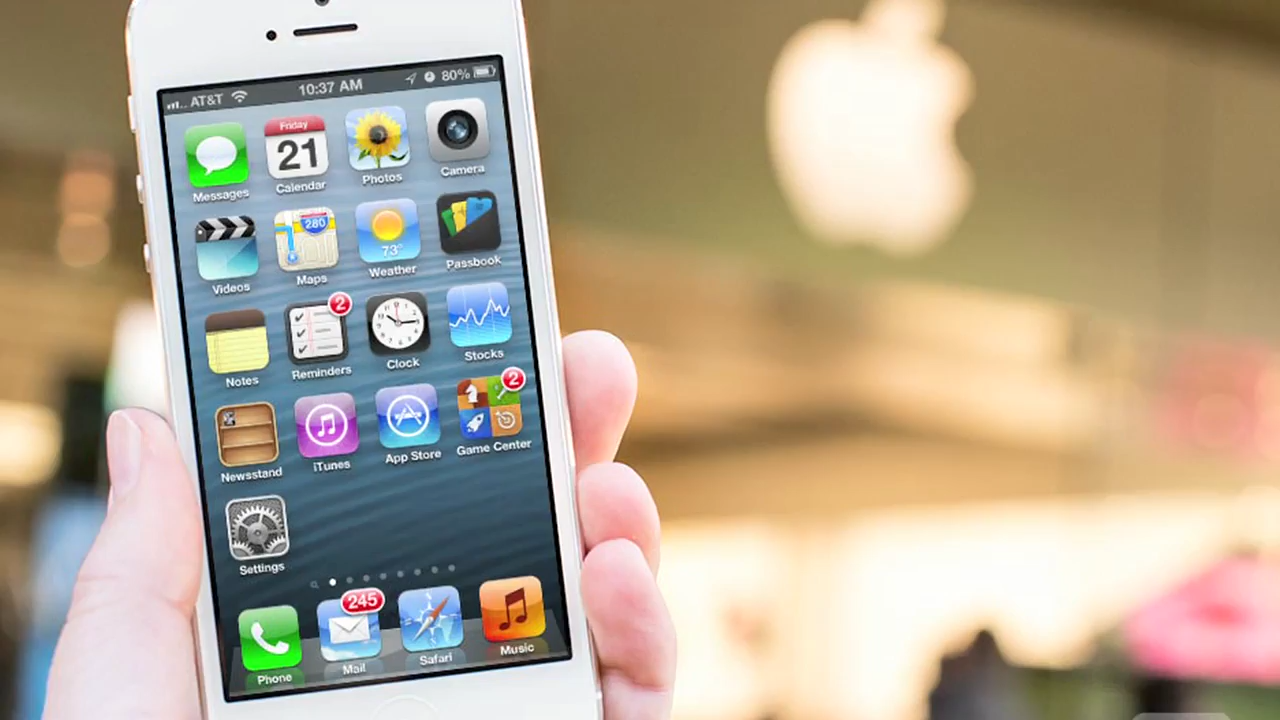 AT&T 10:37 AM 80%
Friday
21
Messages Calendar Photos Camera
280
73°
Videos Maps Weather Passbook
2
Notes Reminders Clock Stocks
2
Newsstand iTunes App Store Game Center
Settings
245
Phone Mail Safari Music